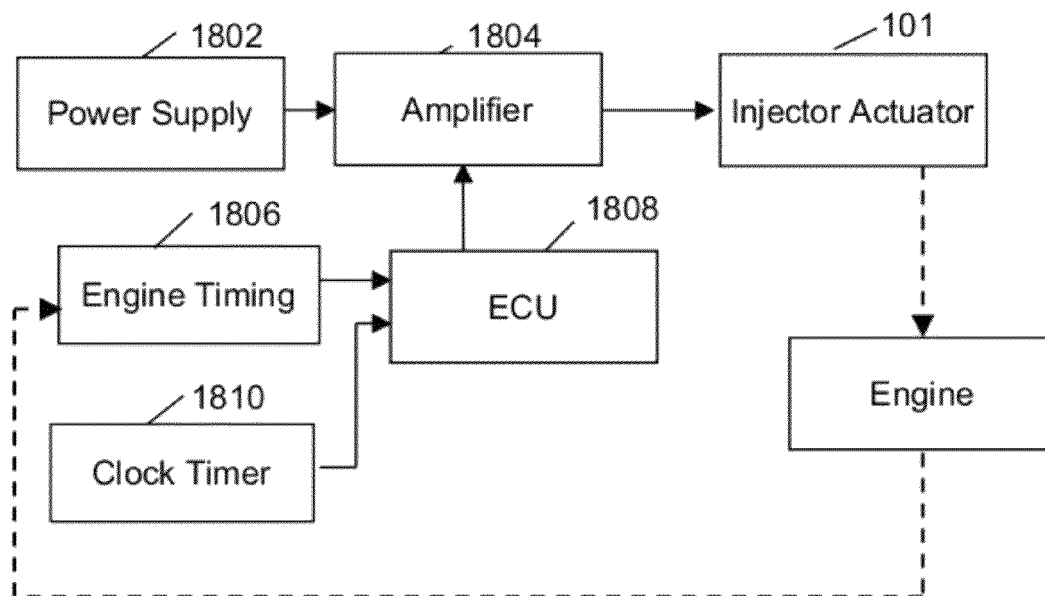 1802
1804
101
Power Supply
Amplifier
Injector Actuator
1806
1808
Engine Timing
ECU
Engine
1810
Clock Timer